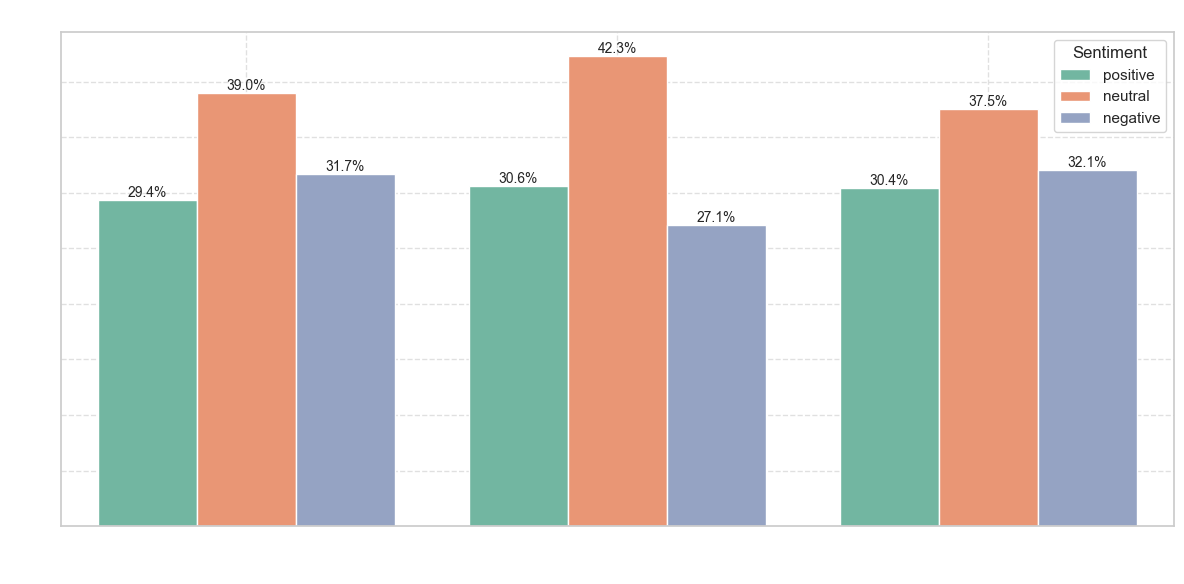 42.3%
Sentiment
positive
neutral
negative
39.0%
37.5%
31.7%
32.1%
29.4%
30.6%
30.4%
27.1%